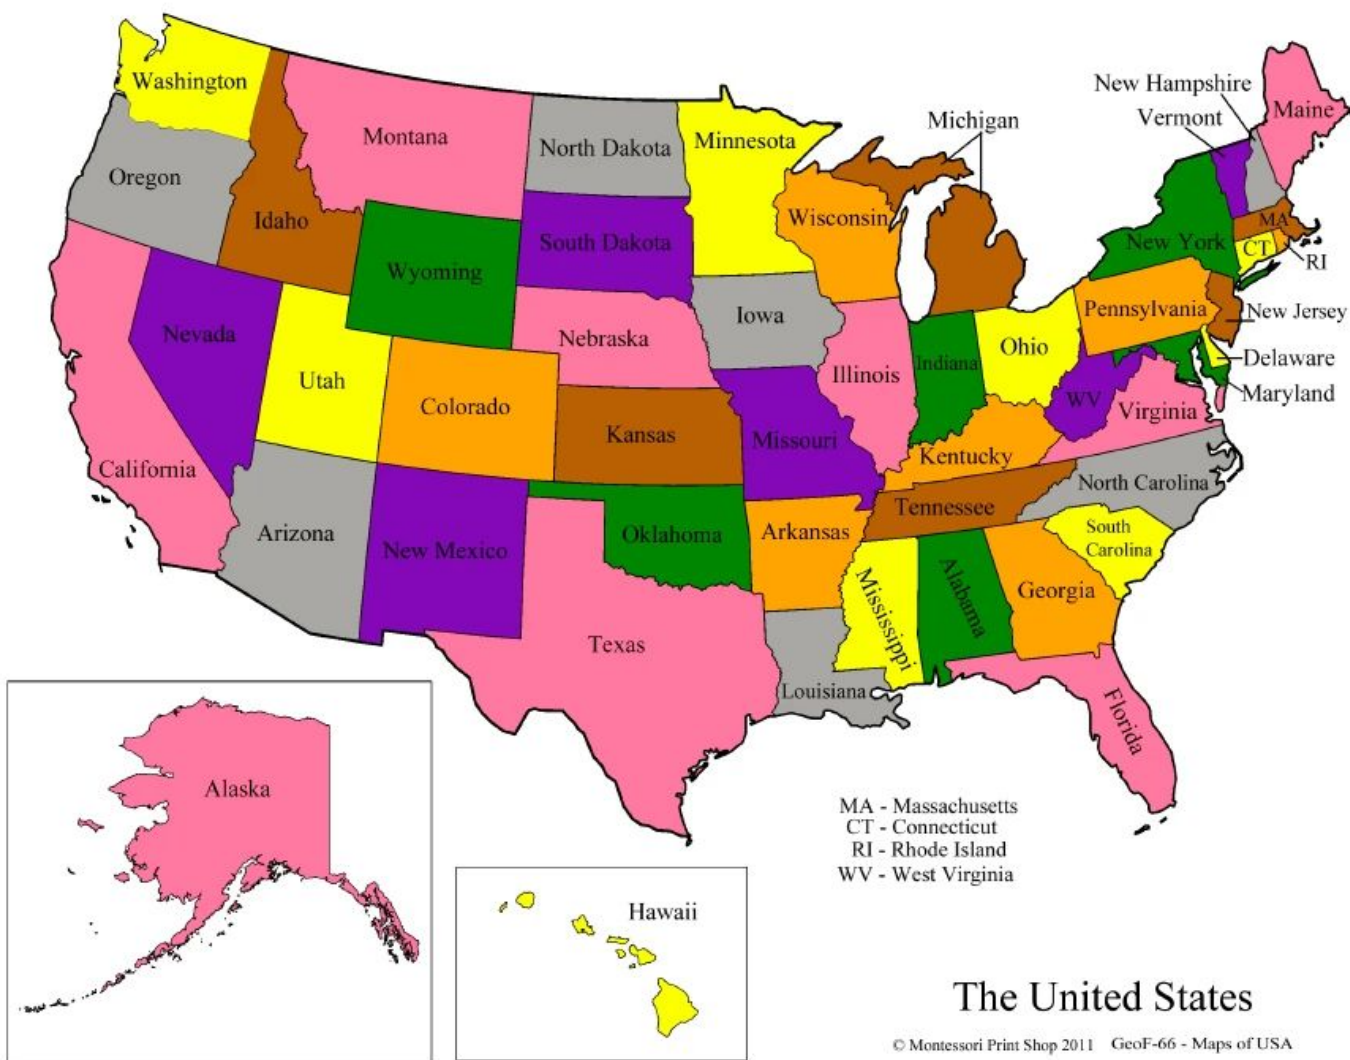 Washington
Montana
North Dakota
Minnesota
Michigan
New Hampshire
Vermont
Maine
Oregon
Idaho
Wyoming
South Dakota
Wisconsin
New York
MA
CT
RI
Nevada
Utah
Colorado
Nebraska
Iowa
Illinois
Indiana
Ohio
Pennsylvania
New Jersey
Delaware
Maryland
California
Kansas
Missouri
Kentucky
WV
Virginia
Arizona
New Mexico
Oklahoma
Arkansas
Tennessee
North Carolina
South
Carolina
Texas
Louisiana
Mississippi
Alabama
Georgia
Florida
Alaska
Hawaii
MA - Massachusetts
CT - Connecticut
RI - Rhode Island
WV - West Virginia
The United States
© Montessori Print Shop 2011 GeoF-66 - Maps of USA